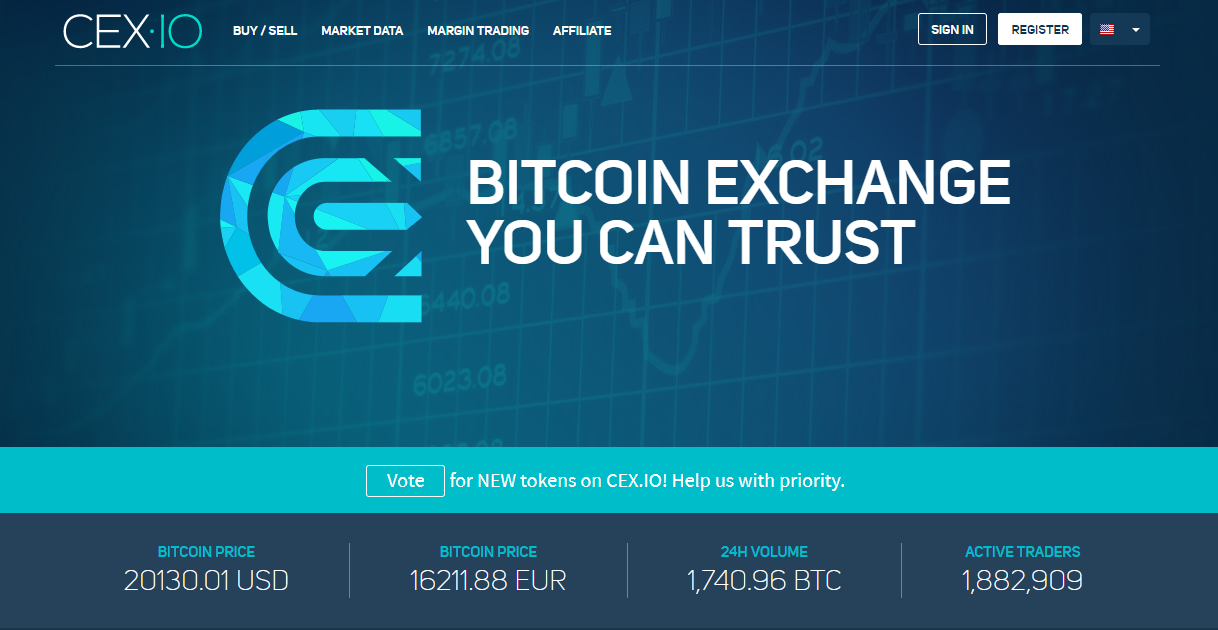 CEX.IO
BUY / SELL MARKET DATA MARGIN TRADING AFFILIATE
SIGN IN REGISTER
7274.08
6857.08
BITCOIN EXCHANGE
YOU CAN TRUST
6440.08
6023.08
Vote for NEW tokens on CEX.IO! Help us with priority.
BITCOIN PRICE
20130.01 USD
BITCOIN PRICE
16211.88 EUR
24H VOLUME
1,740.96 BTC
ACTIVE TRADERS
1,882,909